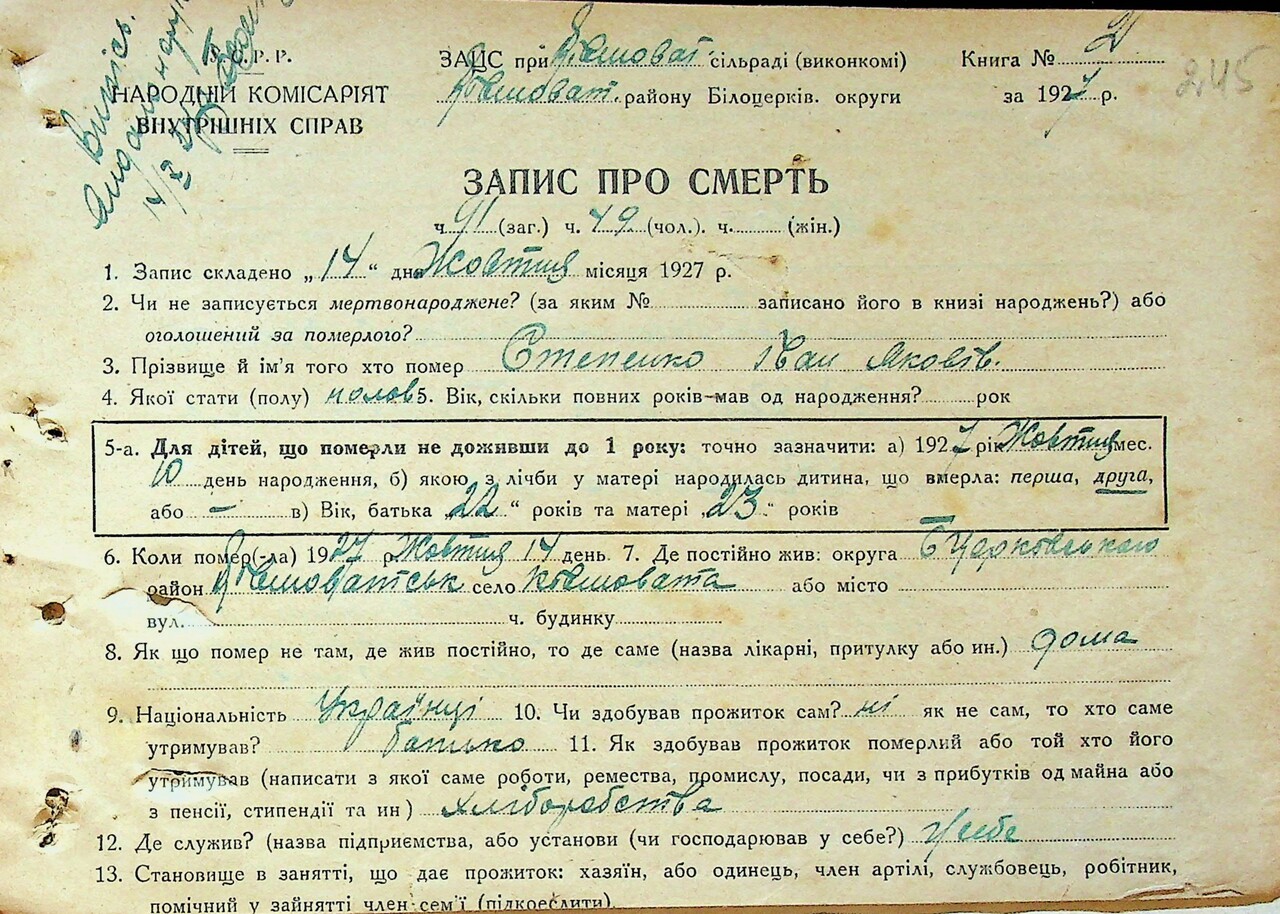 Випись.
14/X
У.С.Р.Р.
НАРОДНІЙ КОМІСАРІЯТ
ВНУТРІШНІХ СПРАВ
ЗАГС при Ковшоват. сільраді (виконкомі)
Ковшоват. району Білоцерків. округи
Книга № 2
за 1927 р.
245
ЗАПИС ПРО СМЕРТЬ
ч. 91 (заг.) ч. 49 (чол.). ч. (жін.)
1. Запис складено „14" дня Жовтня місяця 1927 р.
2. Чи не записується мертвонароджене? (за яким № записано його в книзі народжень?) або
оголошений за померлого?
3. Прізвище й ім'я того хто помер Степенко Іван Яковів.
4. Якої стати (полу) чолов 5. Вік, скільки повних років мав од народження? рок
5-а. Для дітей, що померли не доживши до 1 року: точно зазначити: а) 1927 рік Жовтня мес.
10 день народження, б) якою з лічби у матері народилась дитина, що вмерла: перша, друга,
або – в) Вік, батька „22" років та матері „23" років
6. Коли помер(-ла) 1927 р Жовтня 14 день 7. Де постійно жив: округа Б Церковського
район Ковшоватськ село Ковшовата або місто
вул. ч. будинку
8. Як що помер не там, де жив постійно, то де саме (назва лікарні, притулку або ин.) дома
9. Національність Українці 10. Чи здобував прожиток сам? ні як не сам, то хто саме
утримував? батько 11. Як здобував прожиток померлий або той хто його
утримував (написати з якої саме роботи, ремества, промислу, посади, чи з прибутків од майна або
з пенсії, стипендії та ин) хліборобства
12. Де служив? (назва підприємства, або установи (чи господарював у себе?) У себе
13. Становище в занятті, що дає прожиток: хазяїн, або одинець, член артілі, службовець, робітник,
помічний у зайнятті член сем'ї (підкреслити).